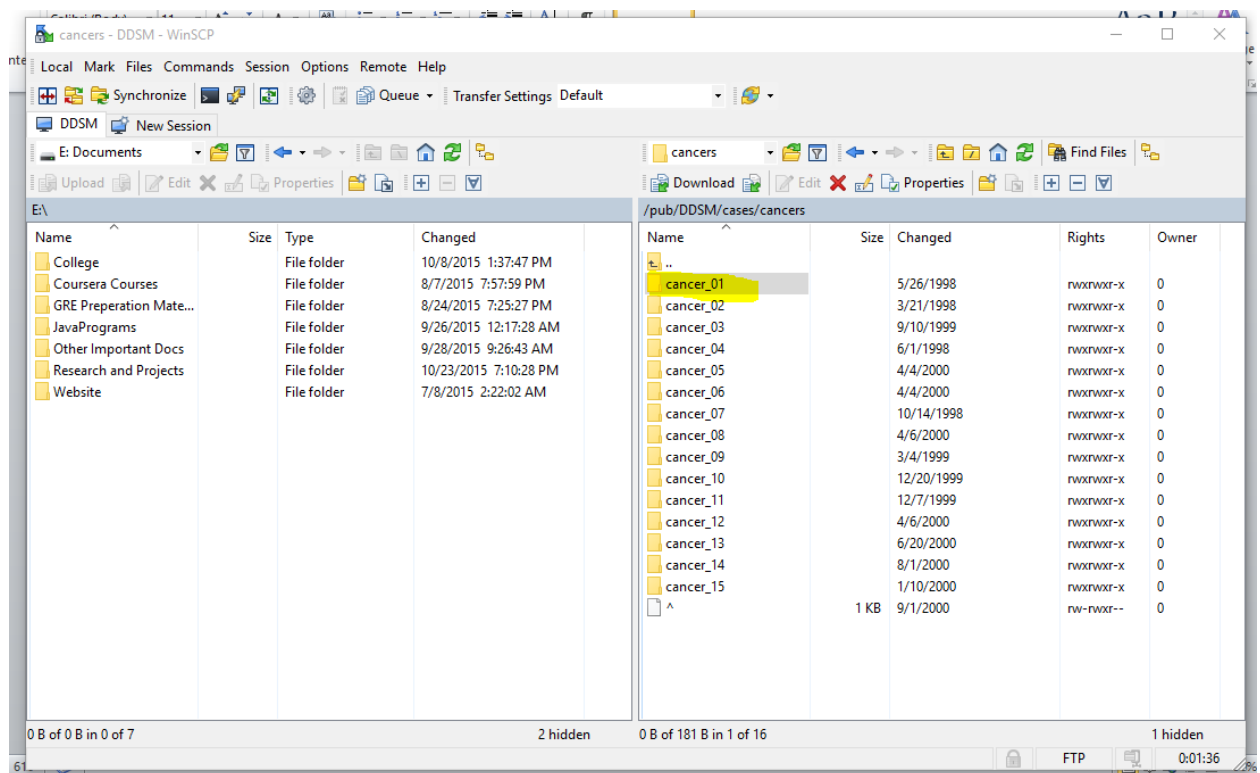 Calibri (Body) 11
cancers - DDSM - WinSCP
Local Mark Files Commands Session Options Remote Help
Synchronize Queue Transfer Settings Default
DDSM New Session
E: Documents
Upload Edit Properties
E:\
Name Size Type Changed
College File folder 10/8/2015 1:37:47 PM
Coursera Courses File folder 8/7/2015 7:57:59 PM
GRE Preperation Mate... File folder 8/24/2015 7:25:27 PM
JavaPrograms File folder 9/26/2015 12:17:28 AM
Other Important Docs File folder 9/28/2015 9:26:43 AM
Research and Projects File folder 10/23/2015 7:10:28 PM
Website File folder 7/8/2015 2:22:02 AM
0 B of 0 B in 0 of 7 2 hidden
cancers Find Files
Download Edit Properties
/pub/DDSM/cases/cancers
Name Size Changed Rights Owner
..
cancer_01 5/26/1998 rwxrwxr-x 0
cancer_02 3/21/1998 rwxrwxr-x 0
cancer_03 9/10/1999 rwxrwxr-x 0
cancer_04 6/1/1998 rwxrwxr-x 0
cancer_05 4/4/2000 rwxrwxr-x 0
cancer_06 4/4/2000 rwxrwxr-x 0
cancer_07 10/14/1998 rwxrwxr-x 0
cancer_08 4/6/2000 rwxrwxr-x 0
cancer_09 3/4/1999 rwxrwxr-x 0
cancer_10 12/20/1999 rwxrwxr-x 0
cancer_11 12/7/1999 rwxrwxr-x 0
cancer_12 4/6/2000 rwxrwxr-x 0
cancer_13 6/20/2000 rwxrwxr-x 0
cancer_14 8/1/2000 rwxrwxr-x 0
cancer_15 1/10/2000 rwxrwxr-x 0
^ 1 KB 9/1/2000 rw-rwxr-- 0
0 B of 181 B in 1 of 16 1 hidden
FTP 0:01:36